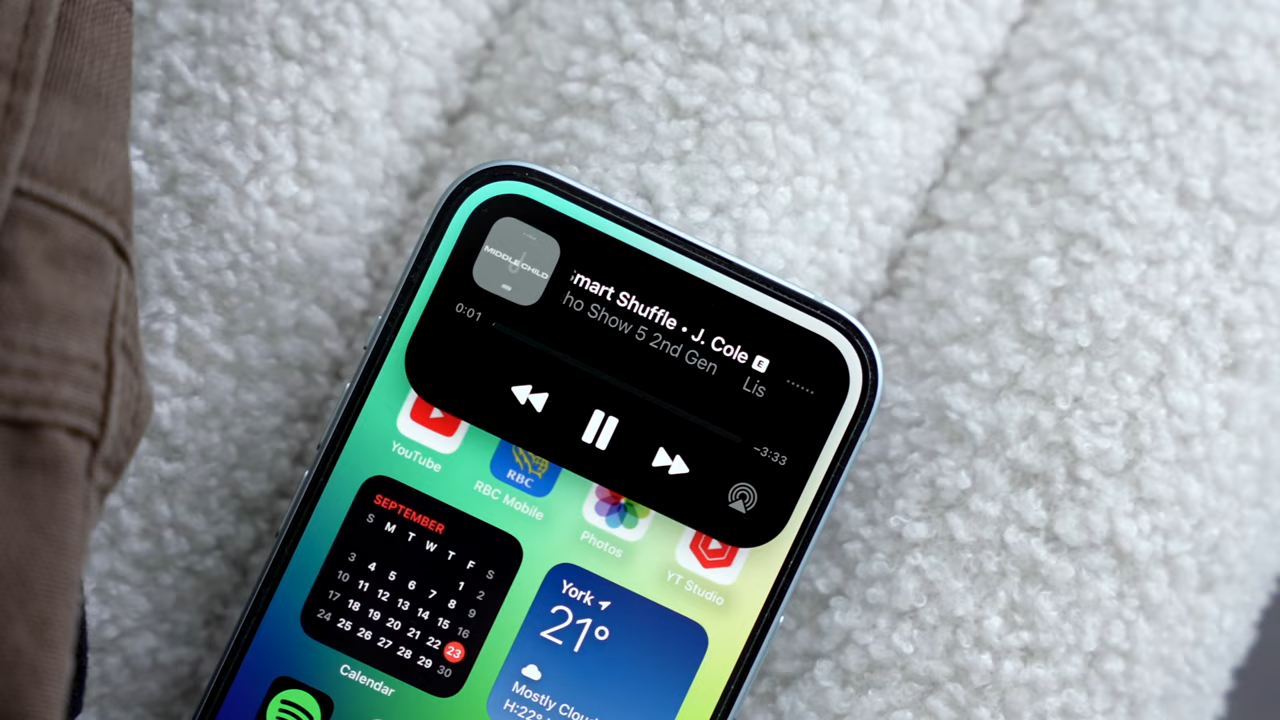 MIDDLE CHILD
Smart Shuffle • J. Cole E
ho Show 5 2nd Gen Lis
0:01
-3:33
YouTube
RBC
RBC Mobile
Photos
YT Studio
SEPTEMBER
S M T W T F S
1 2
3 4 5 6 7 8 9
10 11 12 13 14 15 16
17 18 19 20 21 22 23
24 25 26 27 28 29 30
Calendar
York
21°
Mostly Cloud
H:22°